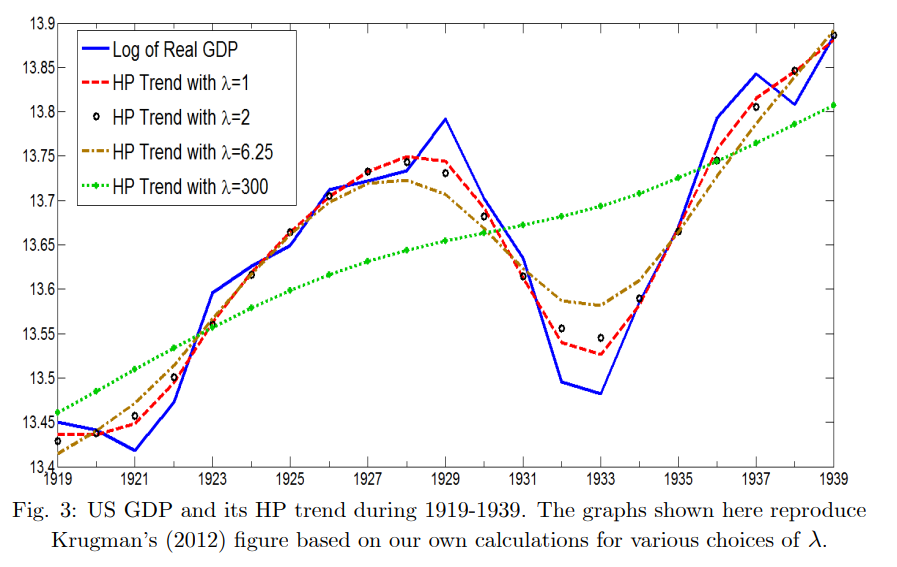 13.9
13.85
13.8
13.75
13.7
13.65
13.6
13.55
13.5
13.45
13.4
Log of Real GDP
HP Trend with λ=1
HP Trend with λ=2
HP Trend with λ=6.25
HP Trend with λ=300
1919 1921 1923 1925 1927 1929 1931 1933 1935 1937 1939
Fig. 3: US GDP and its HP trend during 1919-1939. The graphs shown here reproduce
Krugman's (2012) figure based on our own calculations for various choices of λ.